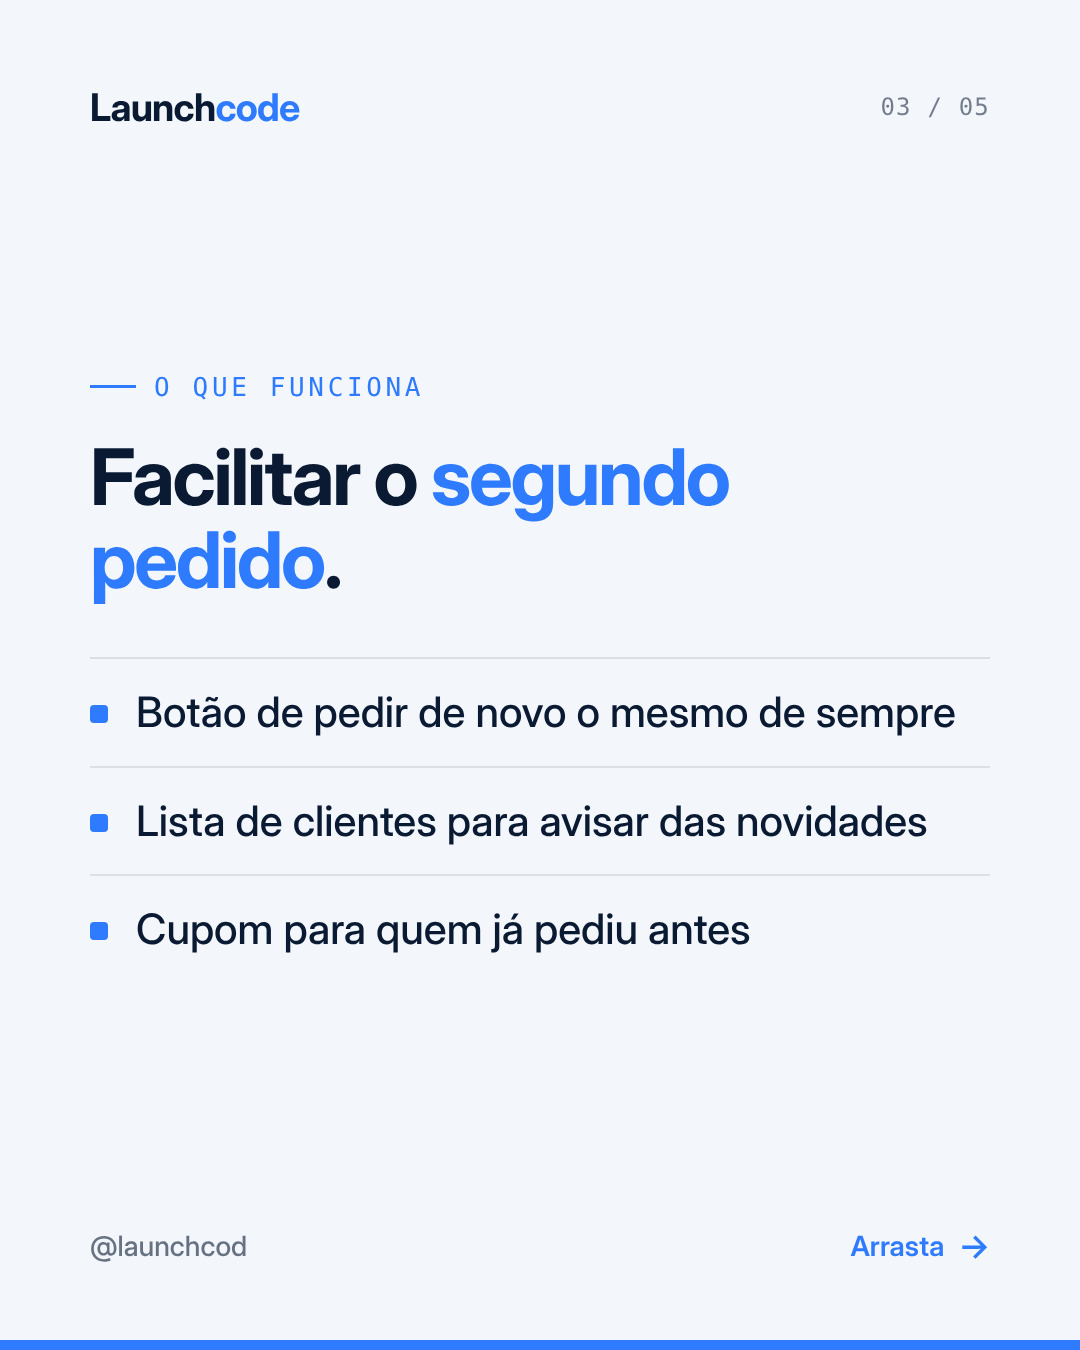 Launchcode
03 / 05
O QUE FUNCIONA
Facilitar o segundo
pedido.
Botão de pedir de novo o mesmo de sempre
Lista de clientes para avisar das novidades
Cupom para quem já pediu antes
@launchcod
Arrasta →